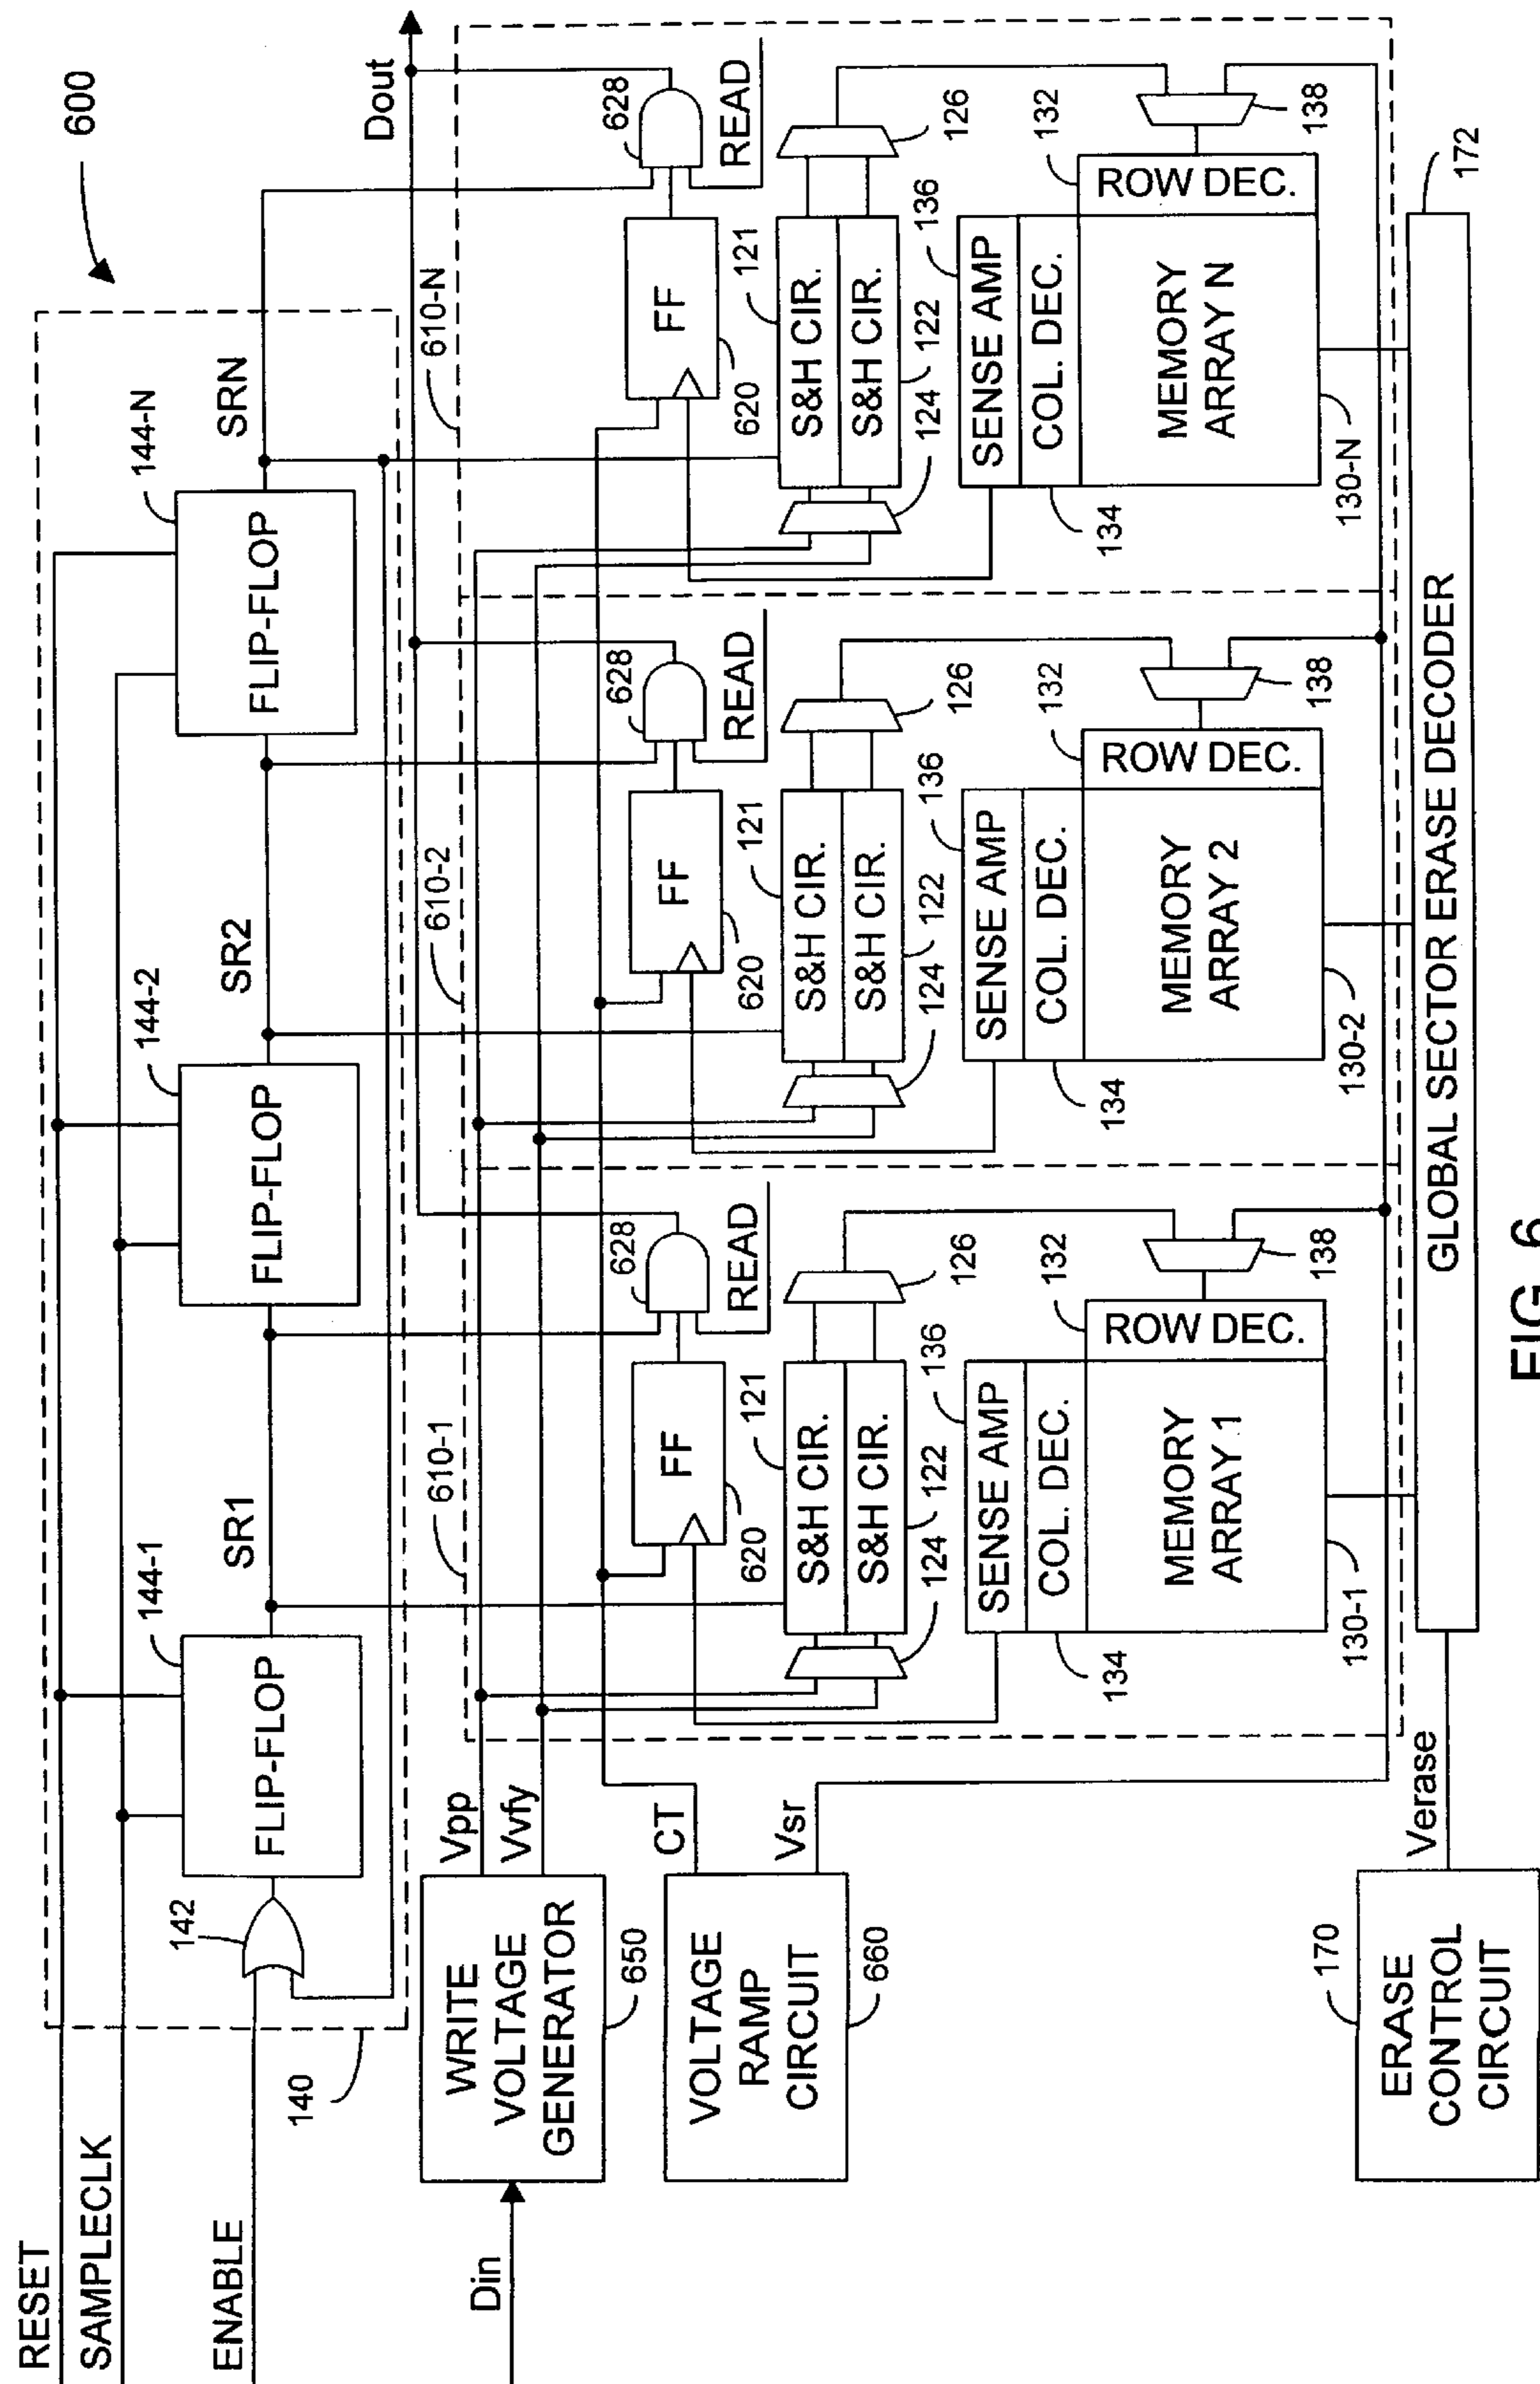 600
RESET
SAMPLECLK
ENABLE
140
142
144-1
FLIP-FLOP
SR1
144-2
FLIP-FLOP
SR2
144-N
FLIP-FLOP
SRN
Dout
Din
WRITE
VOLTAGE
GENERATOR
650
Vpp
Vvfy
VOLTAGE
RAMP
CIRCUIT
660
CT
Vsr
610-1
FF
620
628
READ
121
S&H CIR.
S&H CIR.
122
124
126
136
SENSE AMP
COL. DEC.
134
MEMORY
ARRAY 1
130-1
132
ROW DEC.
138
610-2
FF
620
628
READ
121
S&H CIR.
S&H CIR.
122
124
126
136
SENSE AMP
COL. DEC.
134
MEMORY
ARRAY 2
130-2
132
ROW DEC.
138
610-N
FF
620
628
READ
121
S&H CIR.
S&H CIR.
122
124
126
136
SENSE AMP
COL. DEC.
134
MEMORY
ARRAY N
130-N
132
ROW DEC.
138
170
ERASE
CONTROL
CIRCUIT
Verase
GLOBAL SECTOR ERASE DECODER
172
FIG. 6